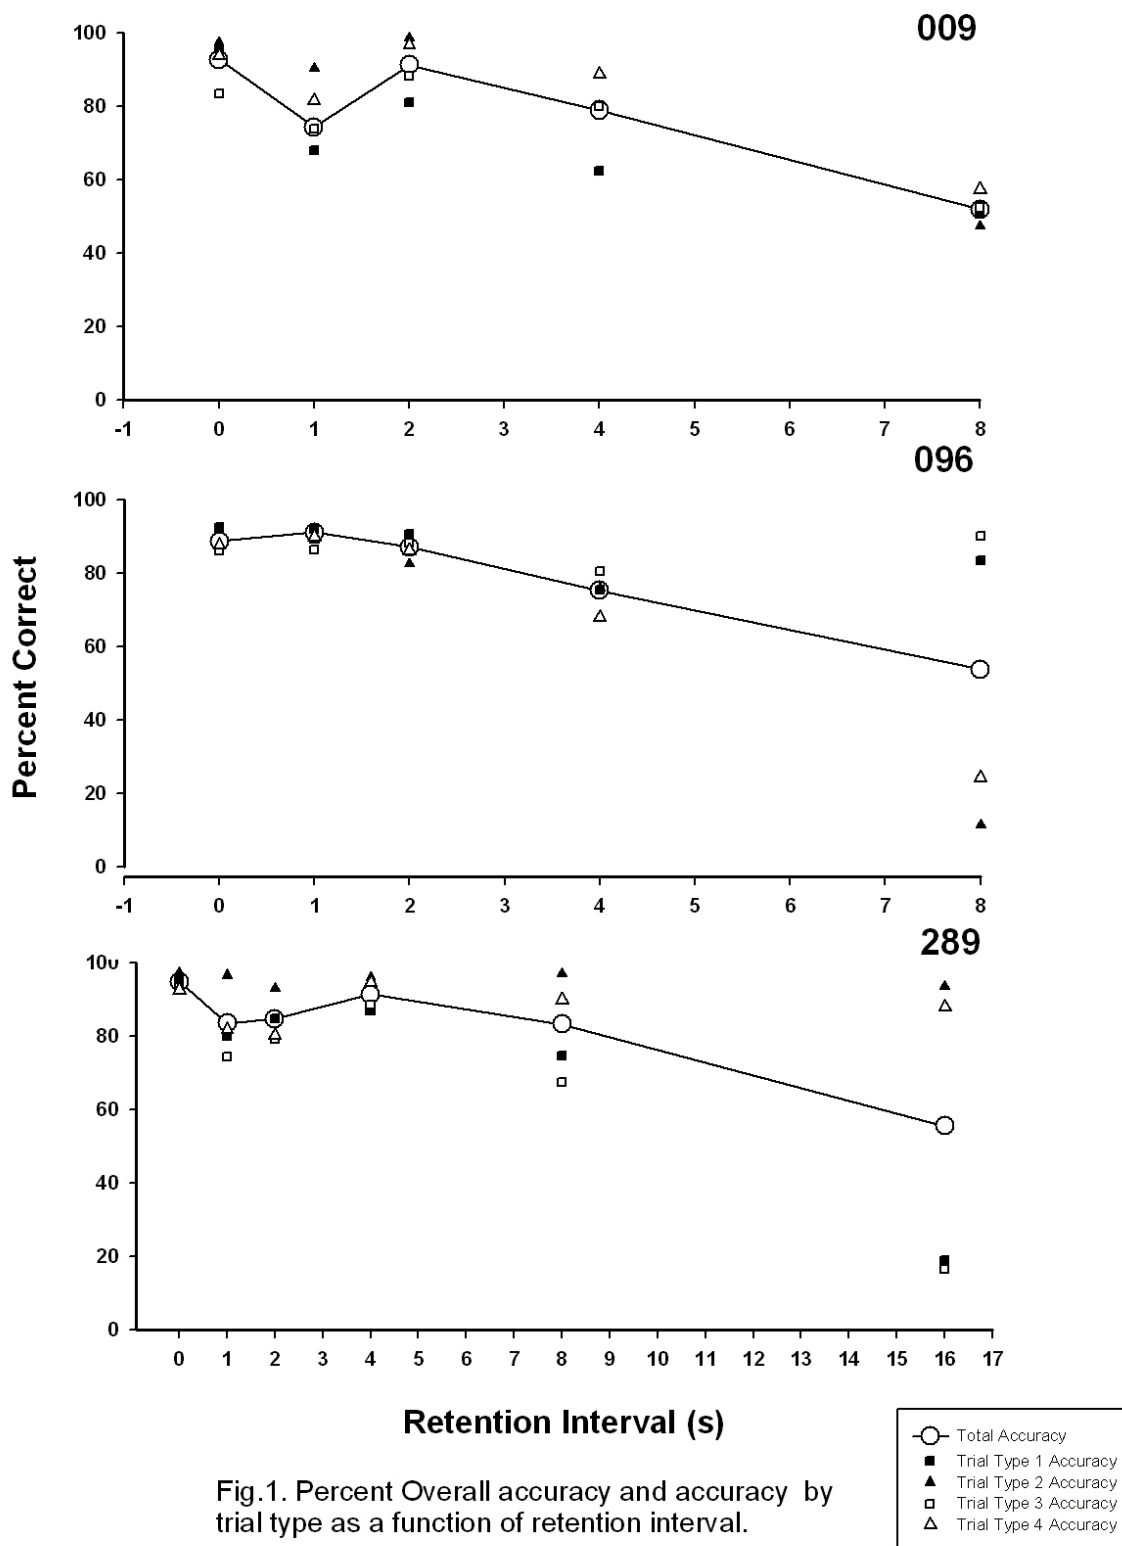 009
100
80
60
40
20
0
-1 0 1 2 3 4 5 6 7 8
096
100
80
60
40
20
0
-1 0 1 2 3 4 5 6 7 8
289
100
80
60
40
20
0
0 1 2 3 4 5 6 7 8 9 10 11 12 13 14 15 16 17
Percent Correct
Retention Interval (s)
Total Accuracy
Trial Type 1 Accuracy
Trial Type 2 Accuracy
Trial Type 3 Accuracy
Trial Type 4 Accuracy
Fig.1. Percent Overall accuracy and accuracy by
trial type as a function of retention interval.